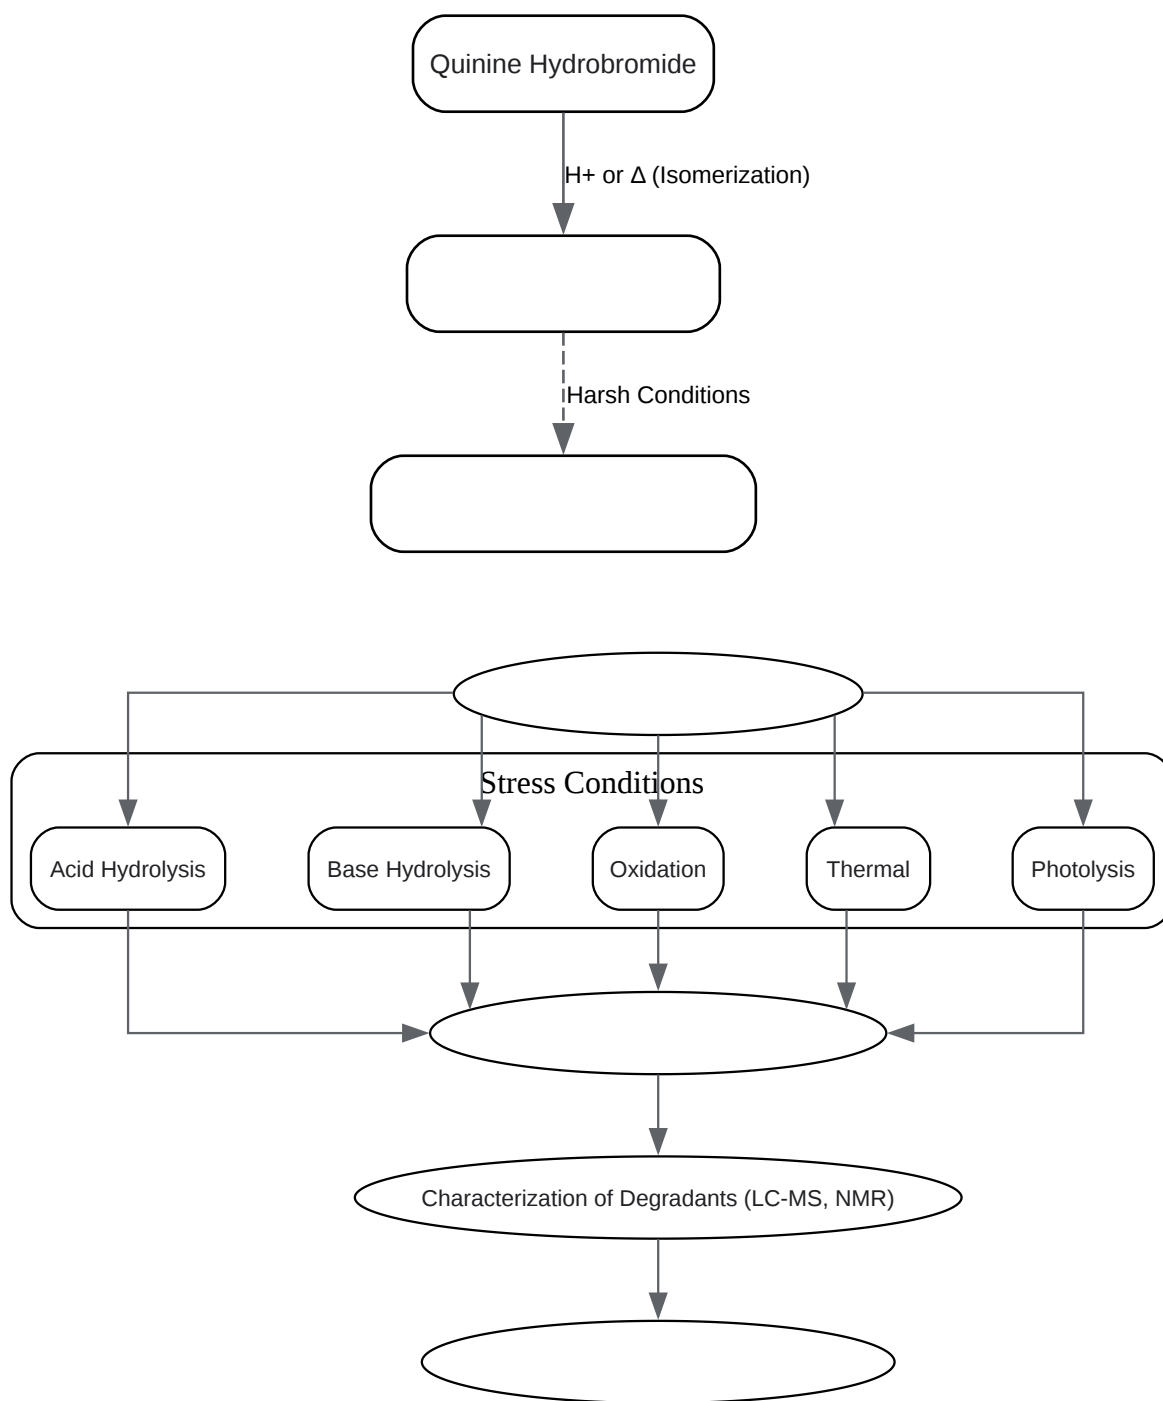 Quinine Hydrobromide
H+ or Δ (Isomerization)
Harsh Conditions
Stress Conditions
Acid Hydrolysis
Base Hydrolysis
Oxidation
Thermal
Photolysis
Characterization of Degradants (LC-MS, NMR)